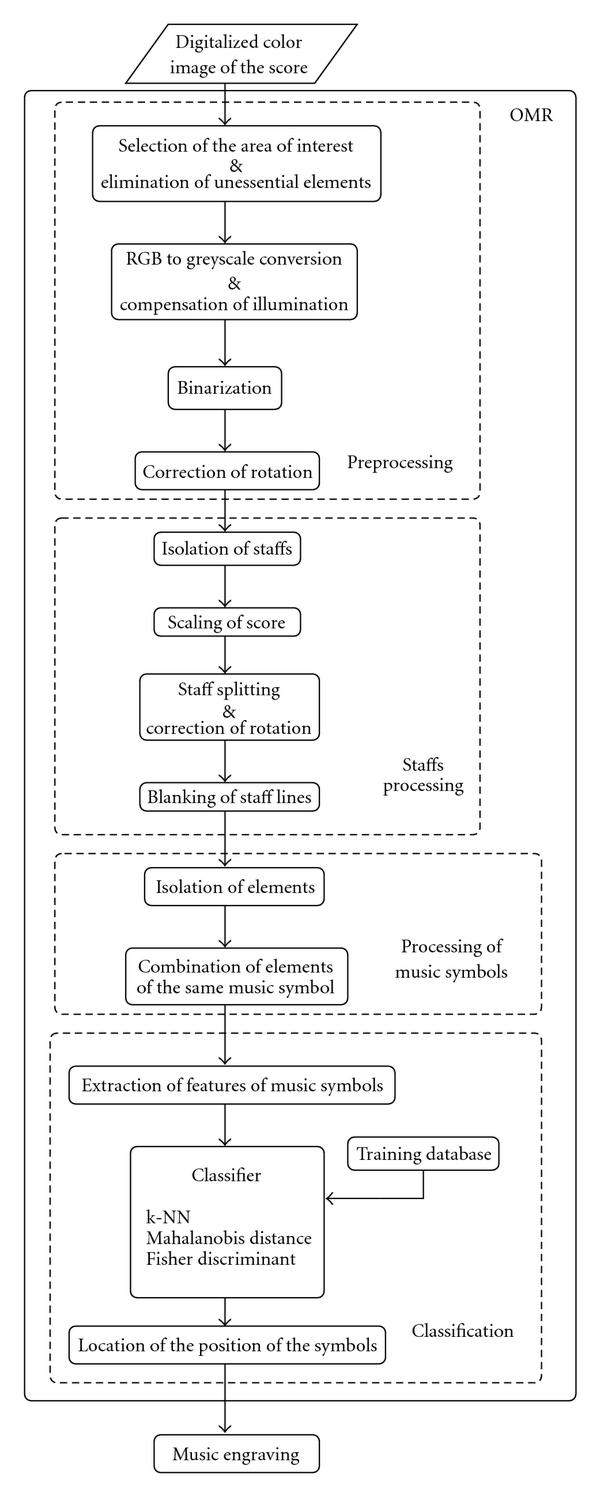 Digitalized color
image of the score
OMR
Selection of the area of interest
&
elimination of unessential elements
RGB to greyscale conversion
&
compensation of illumination
Binarization
Correction of rotation
Preprocessing
Isolation of staffs
Scaling of score
Staff splitting
&
correction of rotation
Staffs
processing
Blanking of staff lines
Isolation of elements
Processing of
music symbols
Combination of elements
of the same music symbol
Extraction of features of music symbols
Training database
Classifier
k-NN
Mahalanobis distance
Fisher discriminant
Classification
Location of the position of the symbols
Music engraving